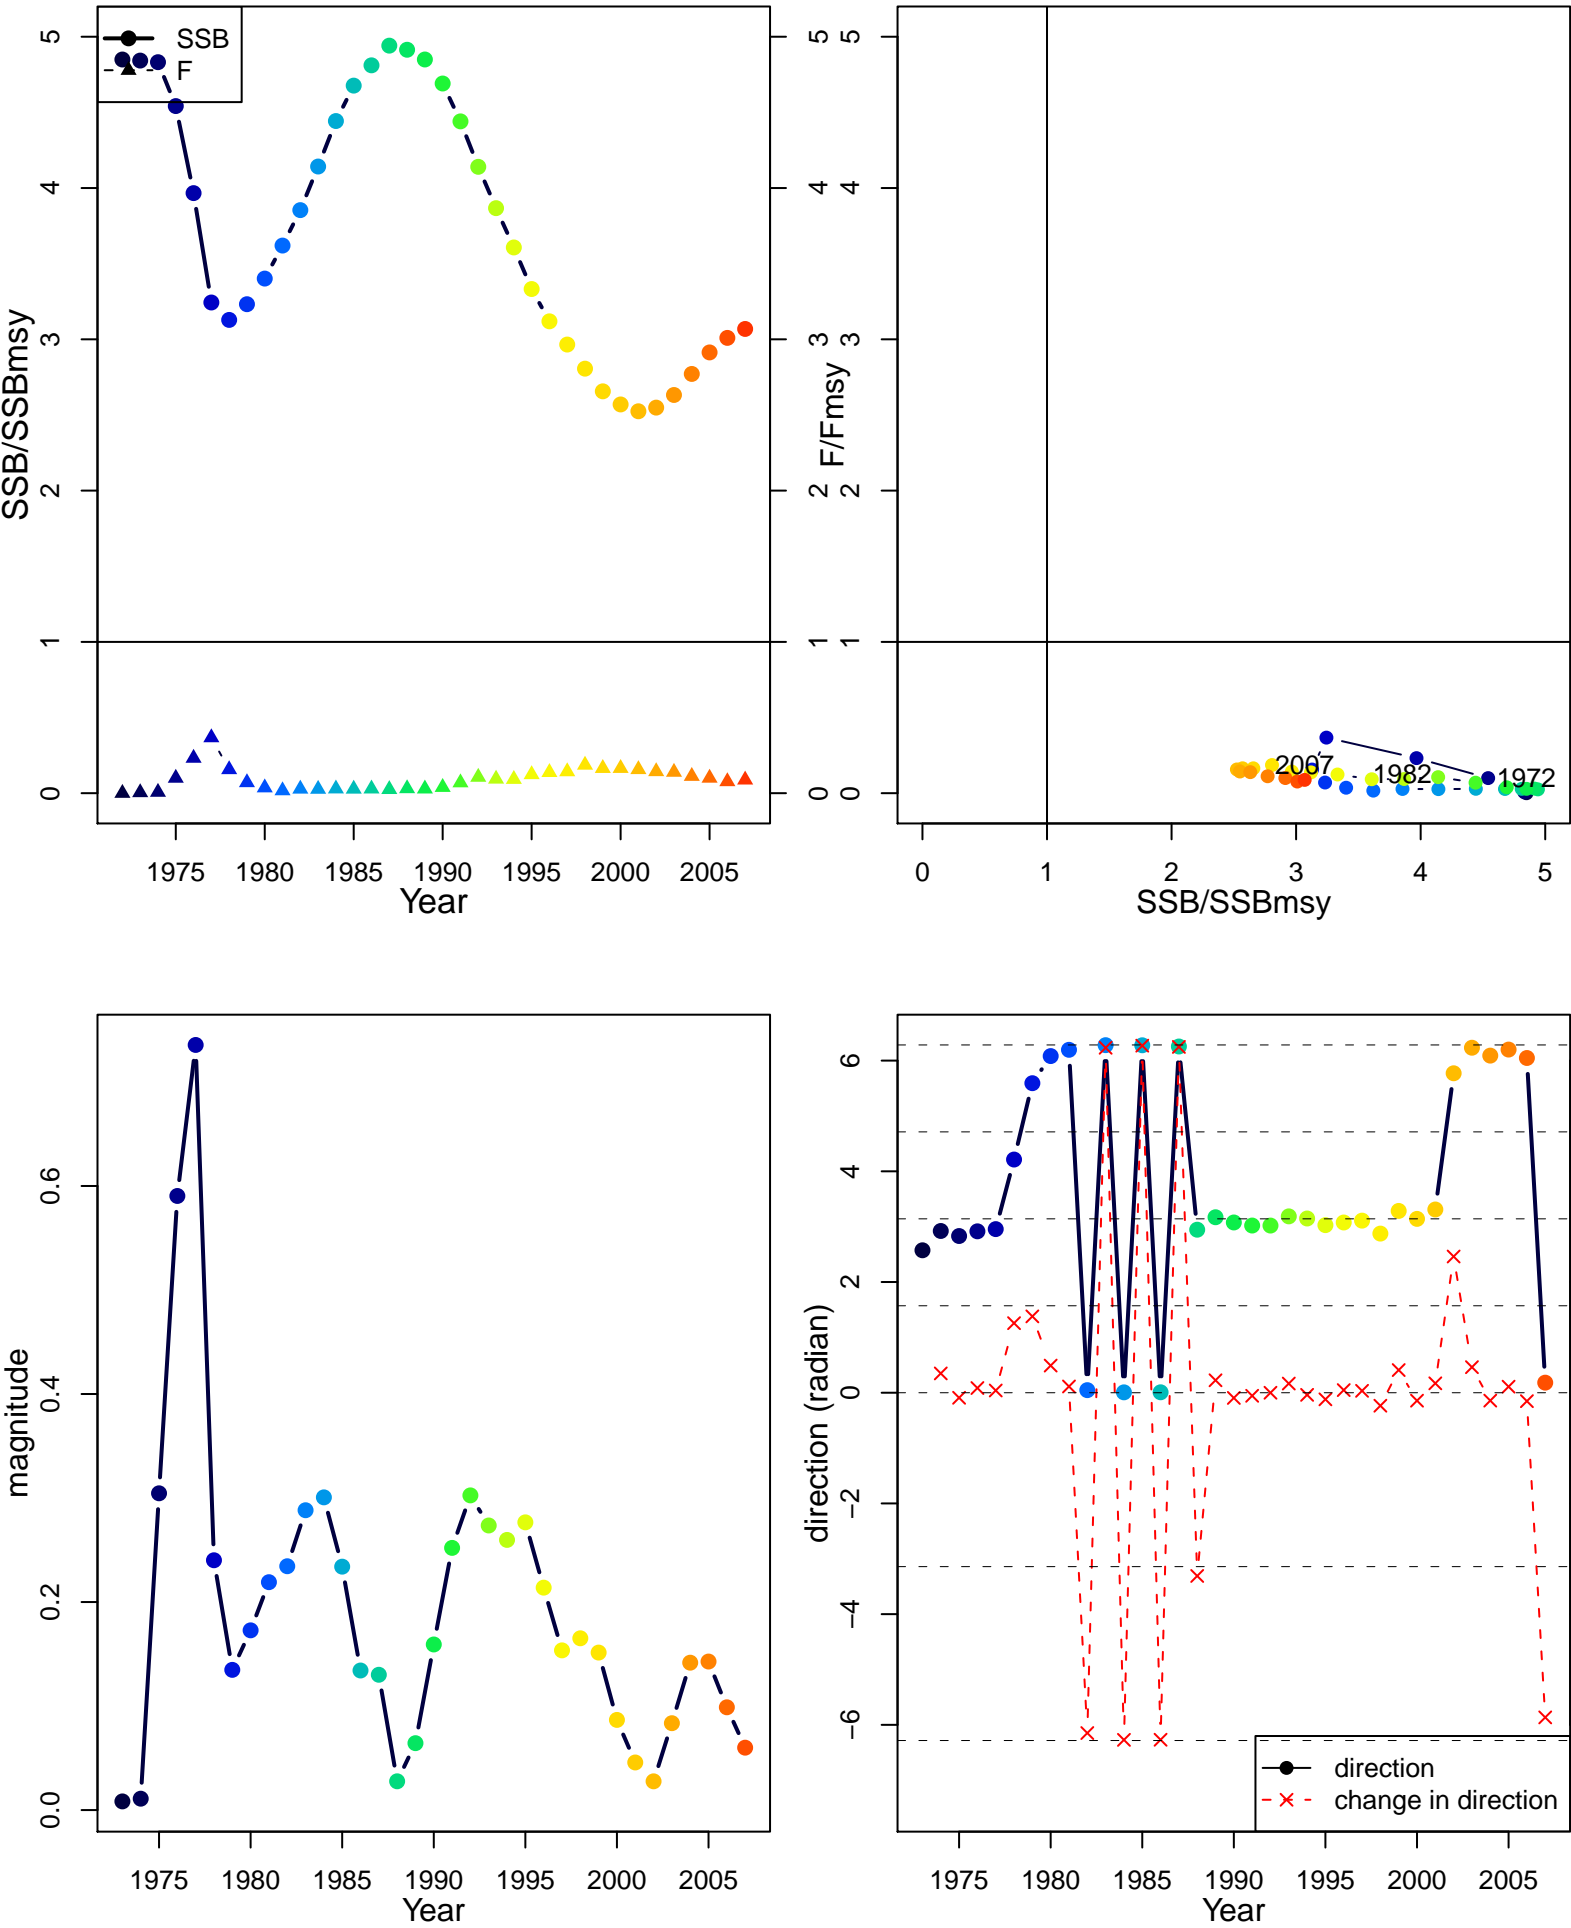 SSB
F
5
4
3
2
1
0
SSB/SSBmsy
5
4
3
2
1
0
F/Fmsy
1975 1980 1985 1990 1995 2000 2005
Year
5
4
3
2
1
0
2007
1982
1972
0 1 2 3 4 5
SSB/SSBmsy
0.6
0.4
0.2
0.0
magnitude
1975 1980 1985 1990 1995 2000 2005
Year
6
4
2
0
−2
−4
−6
direction (radian)
direction
change in direction
1975 1980 1985 1990 1995 2000 2005
Year